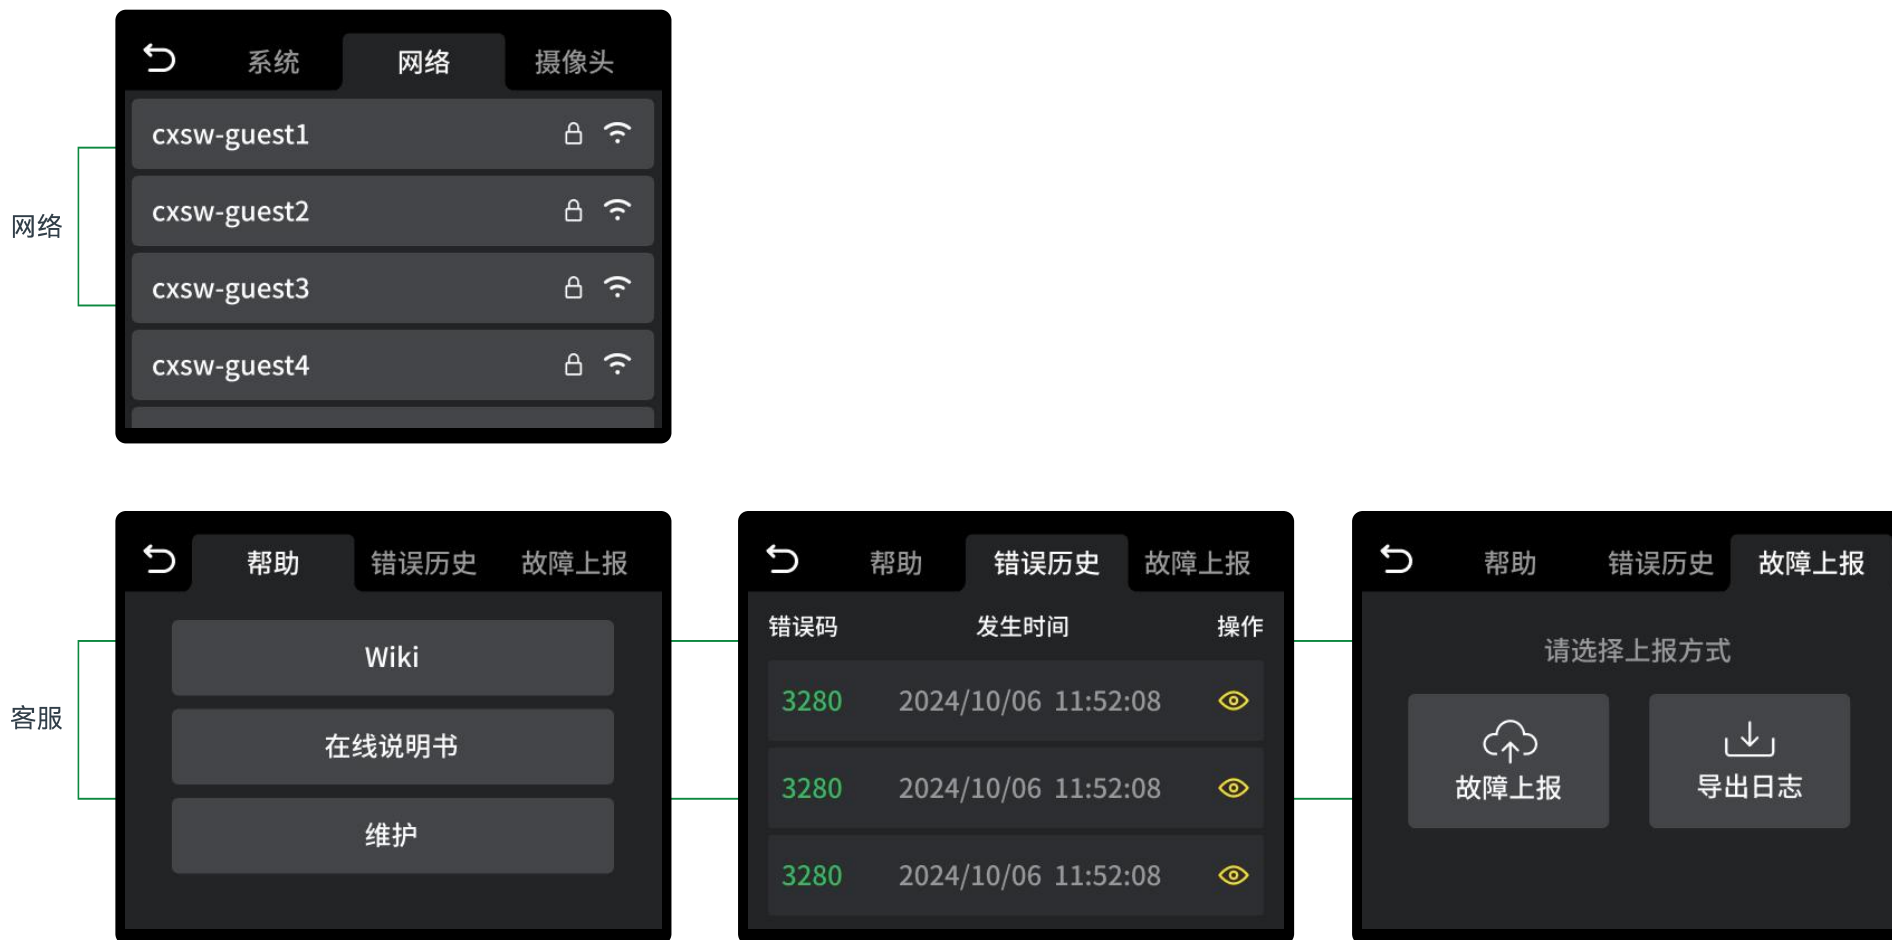 系统 网络 摄像头
cxsw-guest1
cxsw-guest2
网络
cxsw-guest3
cxsw-guest4
帮助 错误历史 故障上报
Wiki
在线说明书
维护
客服
帮助 错误历史 故障上报
错误码 发生时间 操作
3280 2024/10/06 11:52:08
3280 2024/10/06 11:52:08
3280 2024/10/06 11:52:08
帮助 错误历史 故障上报
请选择上报方式
故障上报 导出日志